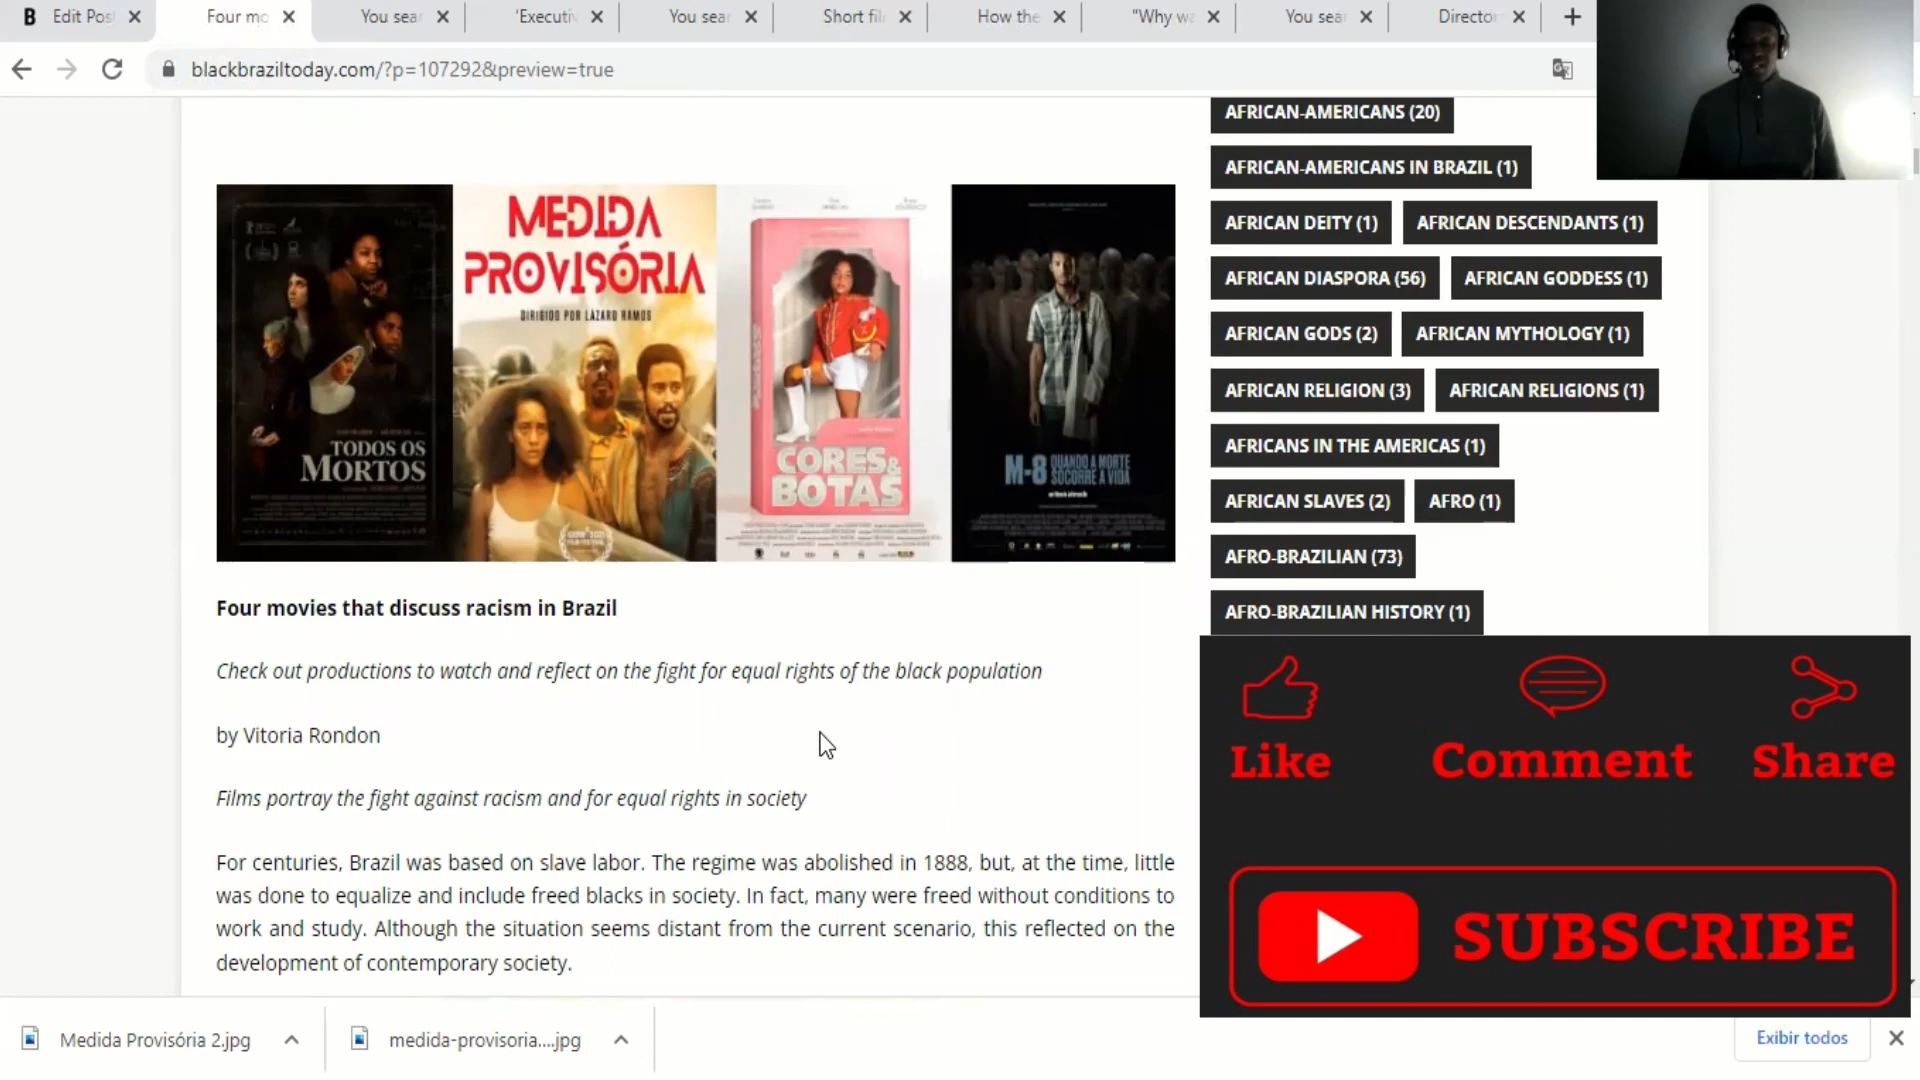 B Edit Pos
Four mo
You sea
'Executiv
You sear
Short fil
How the
"Why wa
You sea
Director
blackbraziltoday.com/?p=107292&preview=true
TODOS OS
MORTOS
MEDIDA
PROVISÓRIA
DIRIGIDO POR LÁZARO RAMOS
CORES&
BOTAS
M-8 QUANDO A MORTE
SOCORRE A VIDA
Four movies that discuss racism in Brazil
Check out productions to watch and reflect on the fight for equal rights of the black population
by Vitoria Rondon
Films portray the fight against racism and for equal rights in society
For centuries, Brazil was based on slave labor. The regime was abolished in 1888, but, at the time, little
was done to equalize and include freed blacks in society. In fact, many were freed without conditions to
work and study. Although the situation seems distant from the current scenario, this reflected on the
development of contemporary society.
AFRICAN-AMERICANS (20)
AFRICAN-AMERICANS IN BRAZIL (1)
AFRICAN DEITY (1) AFRICAN DESCENDANTS (1)
AFRICAN DIASPORA (56) AFRICAN GODDESS (1)
AFRICAN GODS (2) AFRICAN MYTHOLOGY (1)
AFRICAN RELIGION (3) AFRICAN RELIGIONS (1)
AFRICANS IN THE AMERICAS (1)
AFRICAN SLAVES (2) AFRO (1)
AFRO-BRAZILIAN (73)
AFRO-BRAZILIAN HISTORY (1)
Like Comment Share
SUBSCRIBE
Medida Provisória 2.jpg
medida-provisoria....jpg
Exibir todos